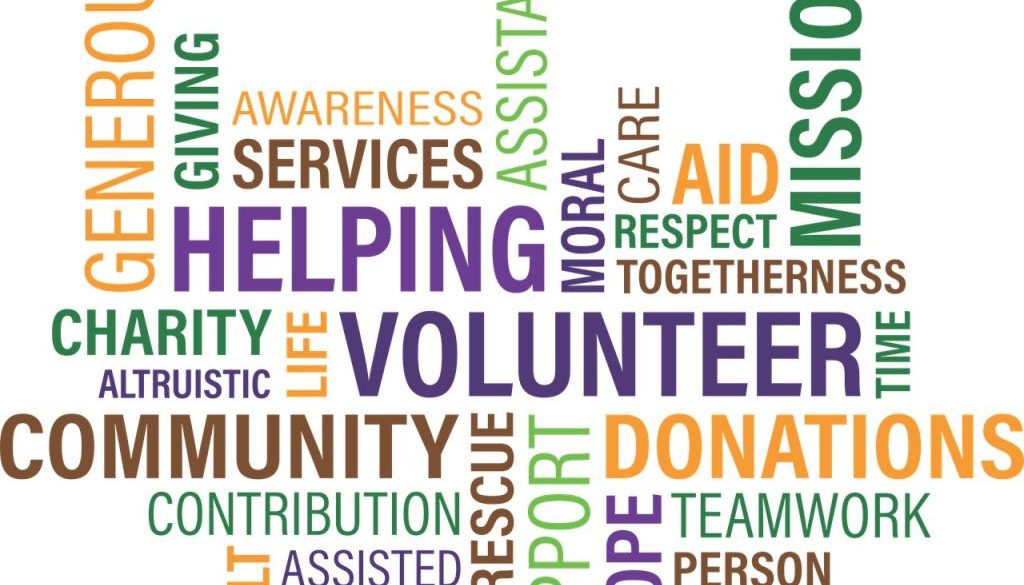 GENEROU
GIVING
AWARENESS
SERVICES
ASSISTA
CARE
MISSIO
AID
MORAL
HELPING
RESPECT
TOGETHERNESS
CHARITY
LIFE
VOLUNTEER
TIME
ALTRUISTIC
COMMUNITY
RESCUE
PPORT
DONATIONS
CONTRIBUTION
OPE
TEAMWORK
LT
ASSISTED
PERSON